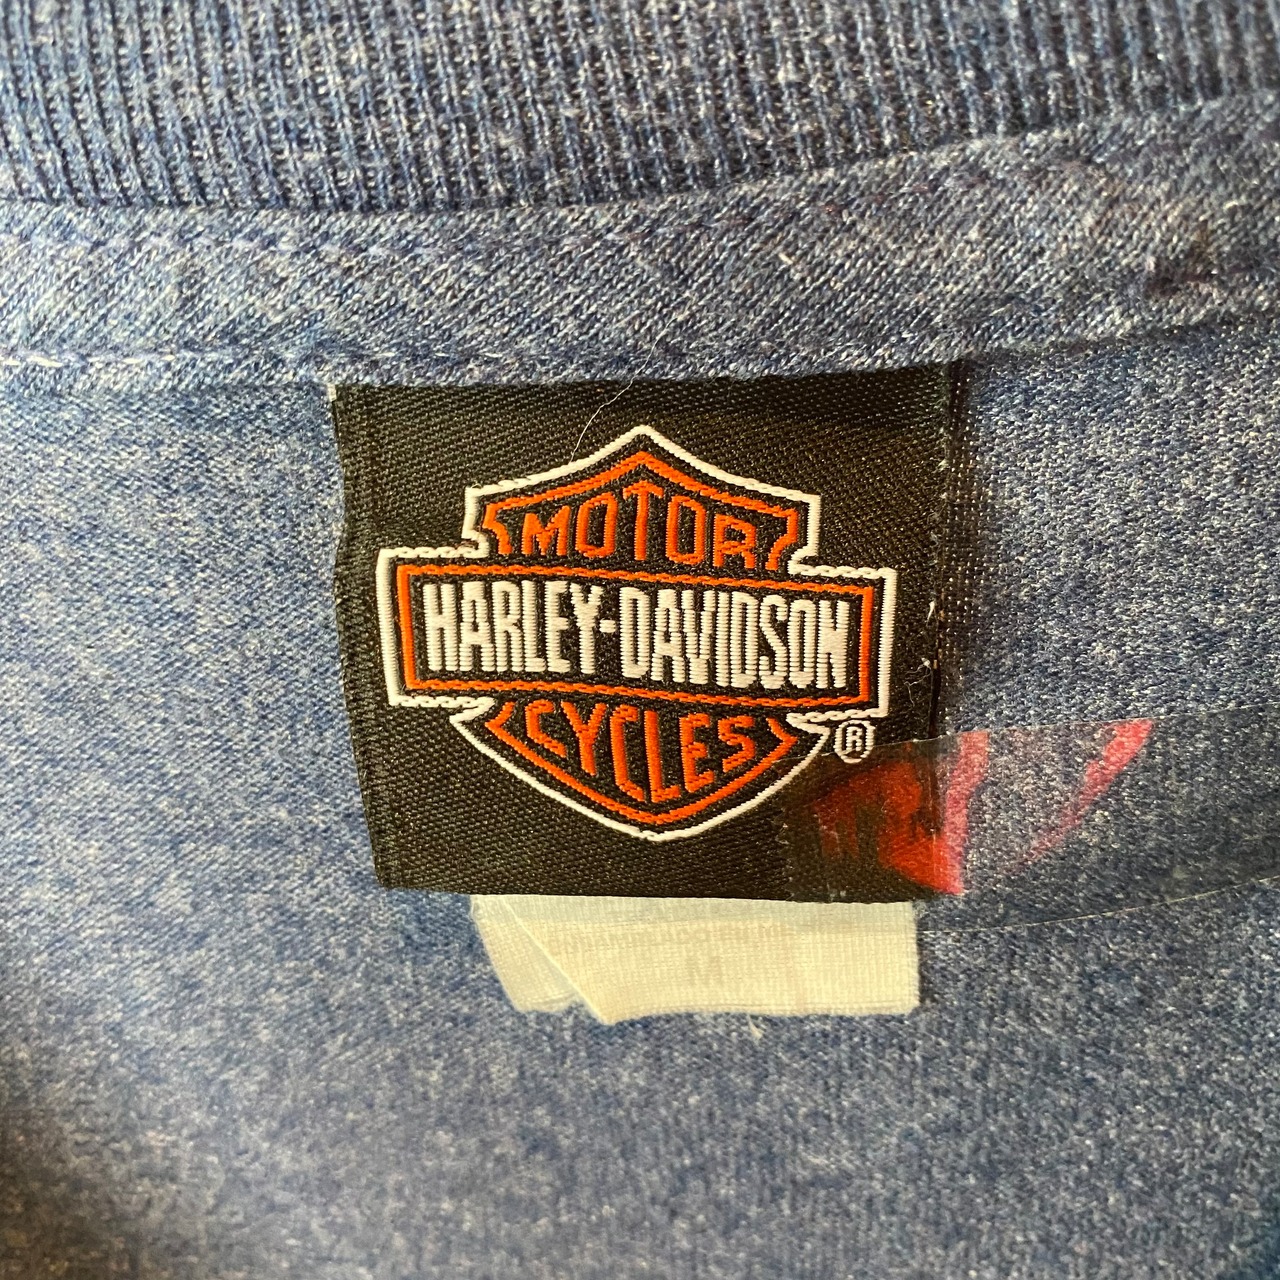 MOTOR
HARLEY-DAVIDSON
CYCLES
®
M